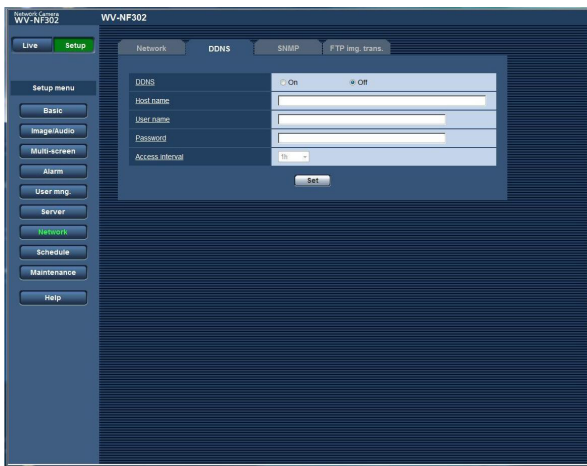 Network Camera
WV-NF302
WV-NF302
Live
Setup
Setup menu
Basic
Image/Audio
Multi-screen
Alarm
User mng.
Server
Network
Schedule
Maintenance
Help
Network
DDNS
SNMP
FTP img. trans.
DDNS
On
Off
Host name
User name
Password
Access interval
1h
Set